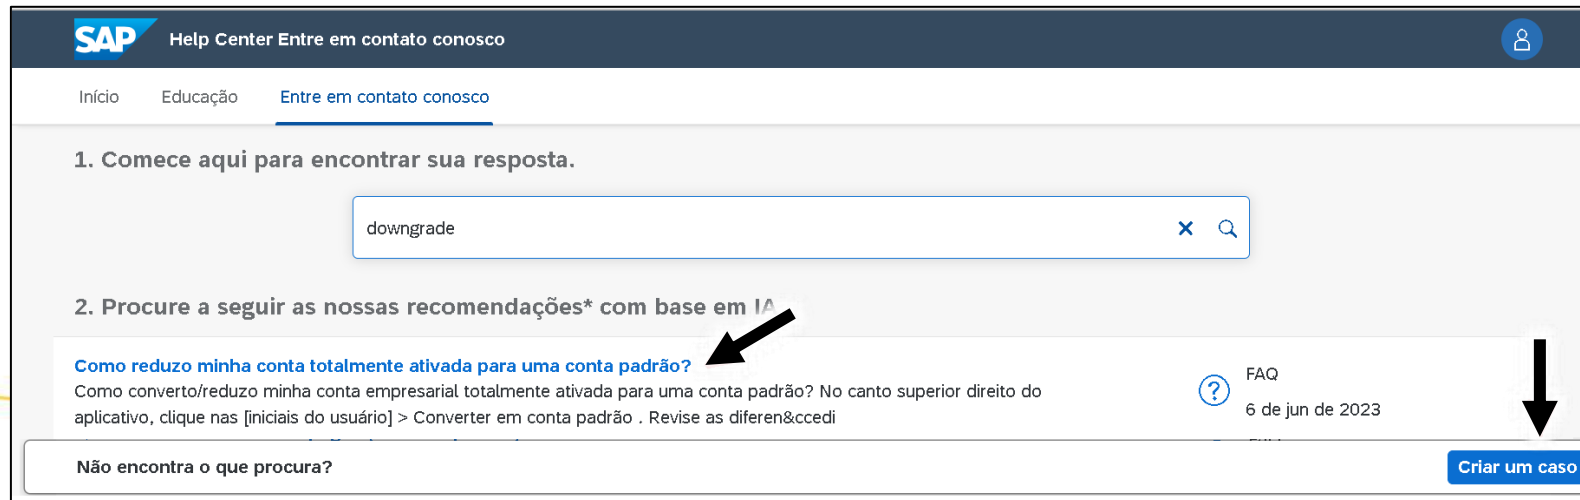 SAP Help Center Entre em contato conosco
Início Educação Entre em contato conosco
1. Comece aqui para encontrar sua resposta.
downgrade
2. Procure a seguir as nossas recomendações* com base em IA
Como reduzo minha conta totalmente ativada para uma conta padrão?
Como converto/reduzo minha conta empresarial totalmente ativada para uma conta padrão? No canto superior direito do
aplicativo, clique nas [iniciais do usuário] > Converter em conta padrão . Revise as diferen&ccedi
FAQ
6 de jun de 2023
Não encontra o que procura?
Criar um caso